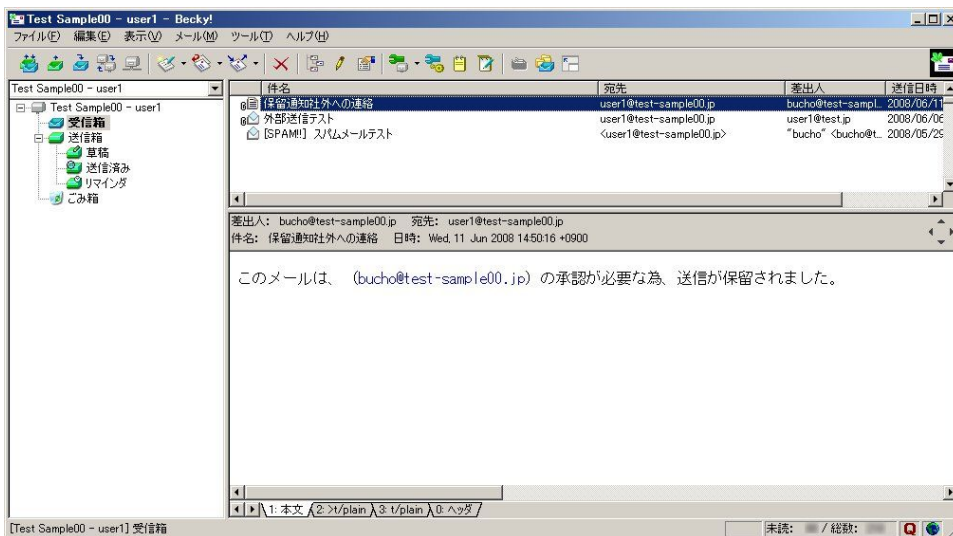 Test Sample00 - user1 - Becky!
ファイル(F) 編集(E) 表示(V) メール(M) ツール(T) ヘルプ(H)
Test Sample00 - user1
Test Sample00 - user1
受信箱
送信箱
草稿
送信済み
リマインダ
ごみ箱
件名 宛先 差出人 送信日時
保留通知社外への連絡 user1@test-sample00.jp bucho@test-sampl... 2008/06/11
外部送信テスト user1@test-sample00.jp user1@test.jp 2008/06/06
[SPAM!!] スパムメールテスト <user1@test-sample00.jp> "bucho" <bucho@t... 2008/05/29
差出人: bucho@test-sample00.jp 宛先: user1@test-sample00.jp
件名: 保留通知社外への連絡 日時: Wed, 11 Jun 2008 14:50:16 +0900
このメールは、 (bucho@test-sample00.jp) の承認が必要な為、送信が保留されました。
1: 本文 2: >t/plain 3: t/plain 0: ヘッダ
[Test Sample00 - user1] 受信箱
未読: / 総数:
Q